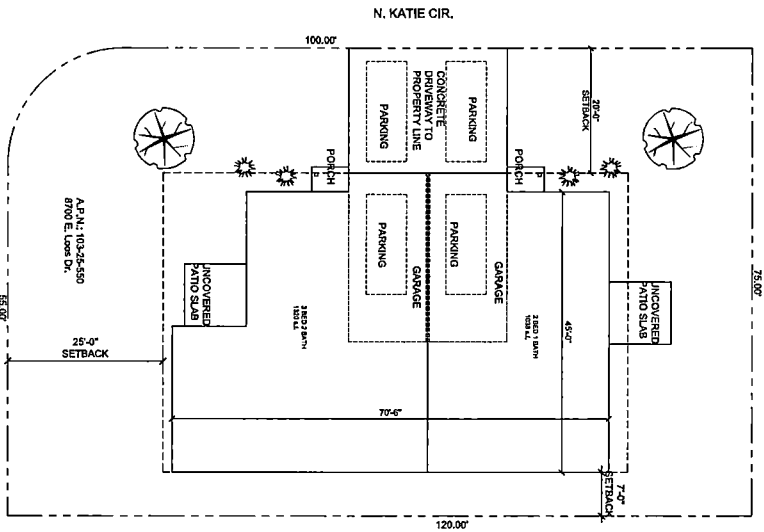 N. KATIE CIR.
100.00'
CONCRETE
DRIVEWAY TO
PROPERTY LINE
PARKING
PARKING
20'-0"
SETBACK
PORCH
PORCH
PARKING
PARKING
GARAGE
GARAGE
A.P.N.: 103-25-550
8700 E. Loos Dr.
UNCOVERED
PATIO SLAB
UNCOVERED
PATIO SLAB
75.00'
55.00'
3 BED 2 BATH
2 BED 1 BATH
1038 s.f.
45'-0"
25'-0"
SETBACK
70'-6"
7'-0"
SETBACK
120.00'